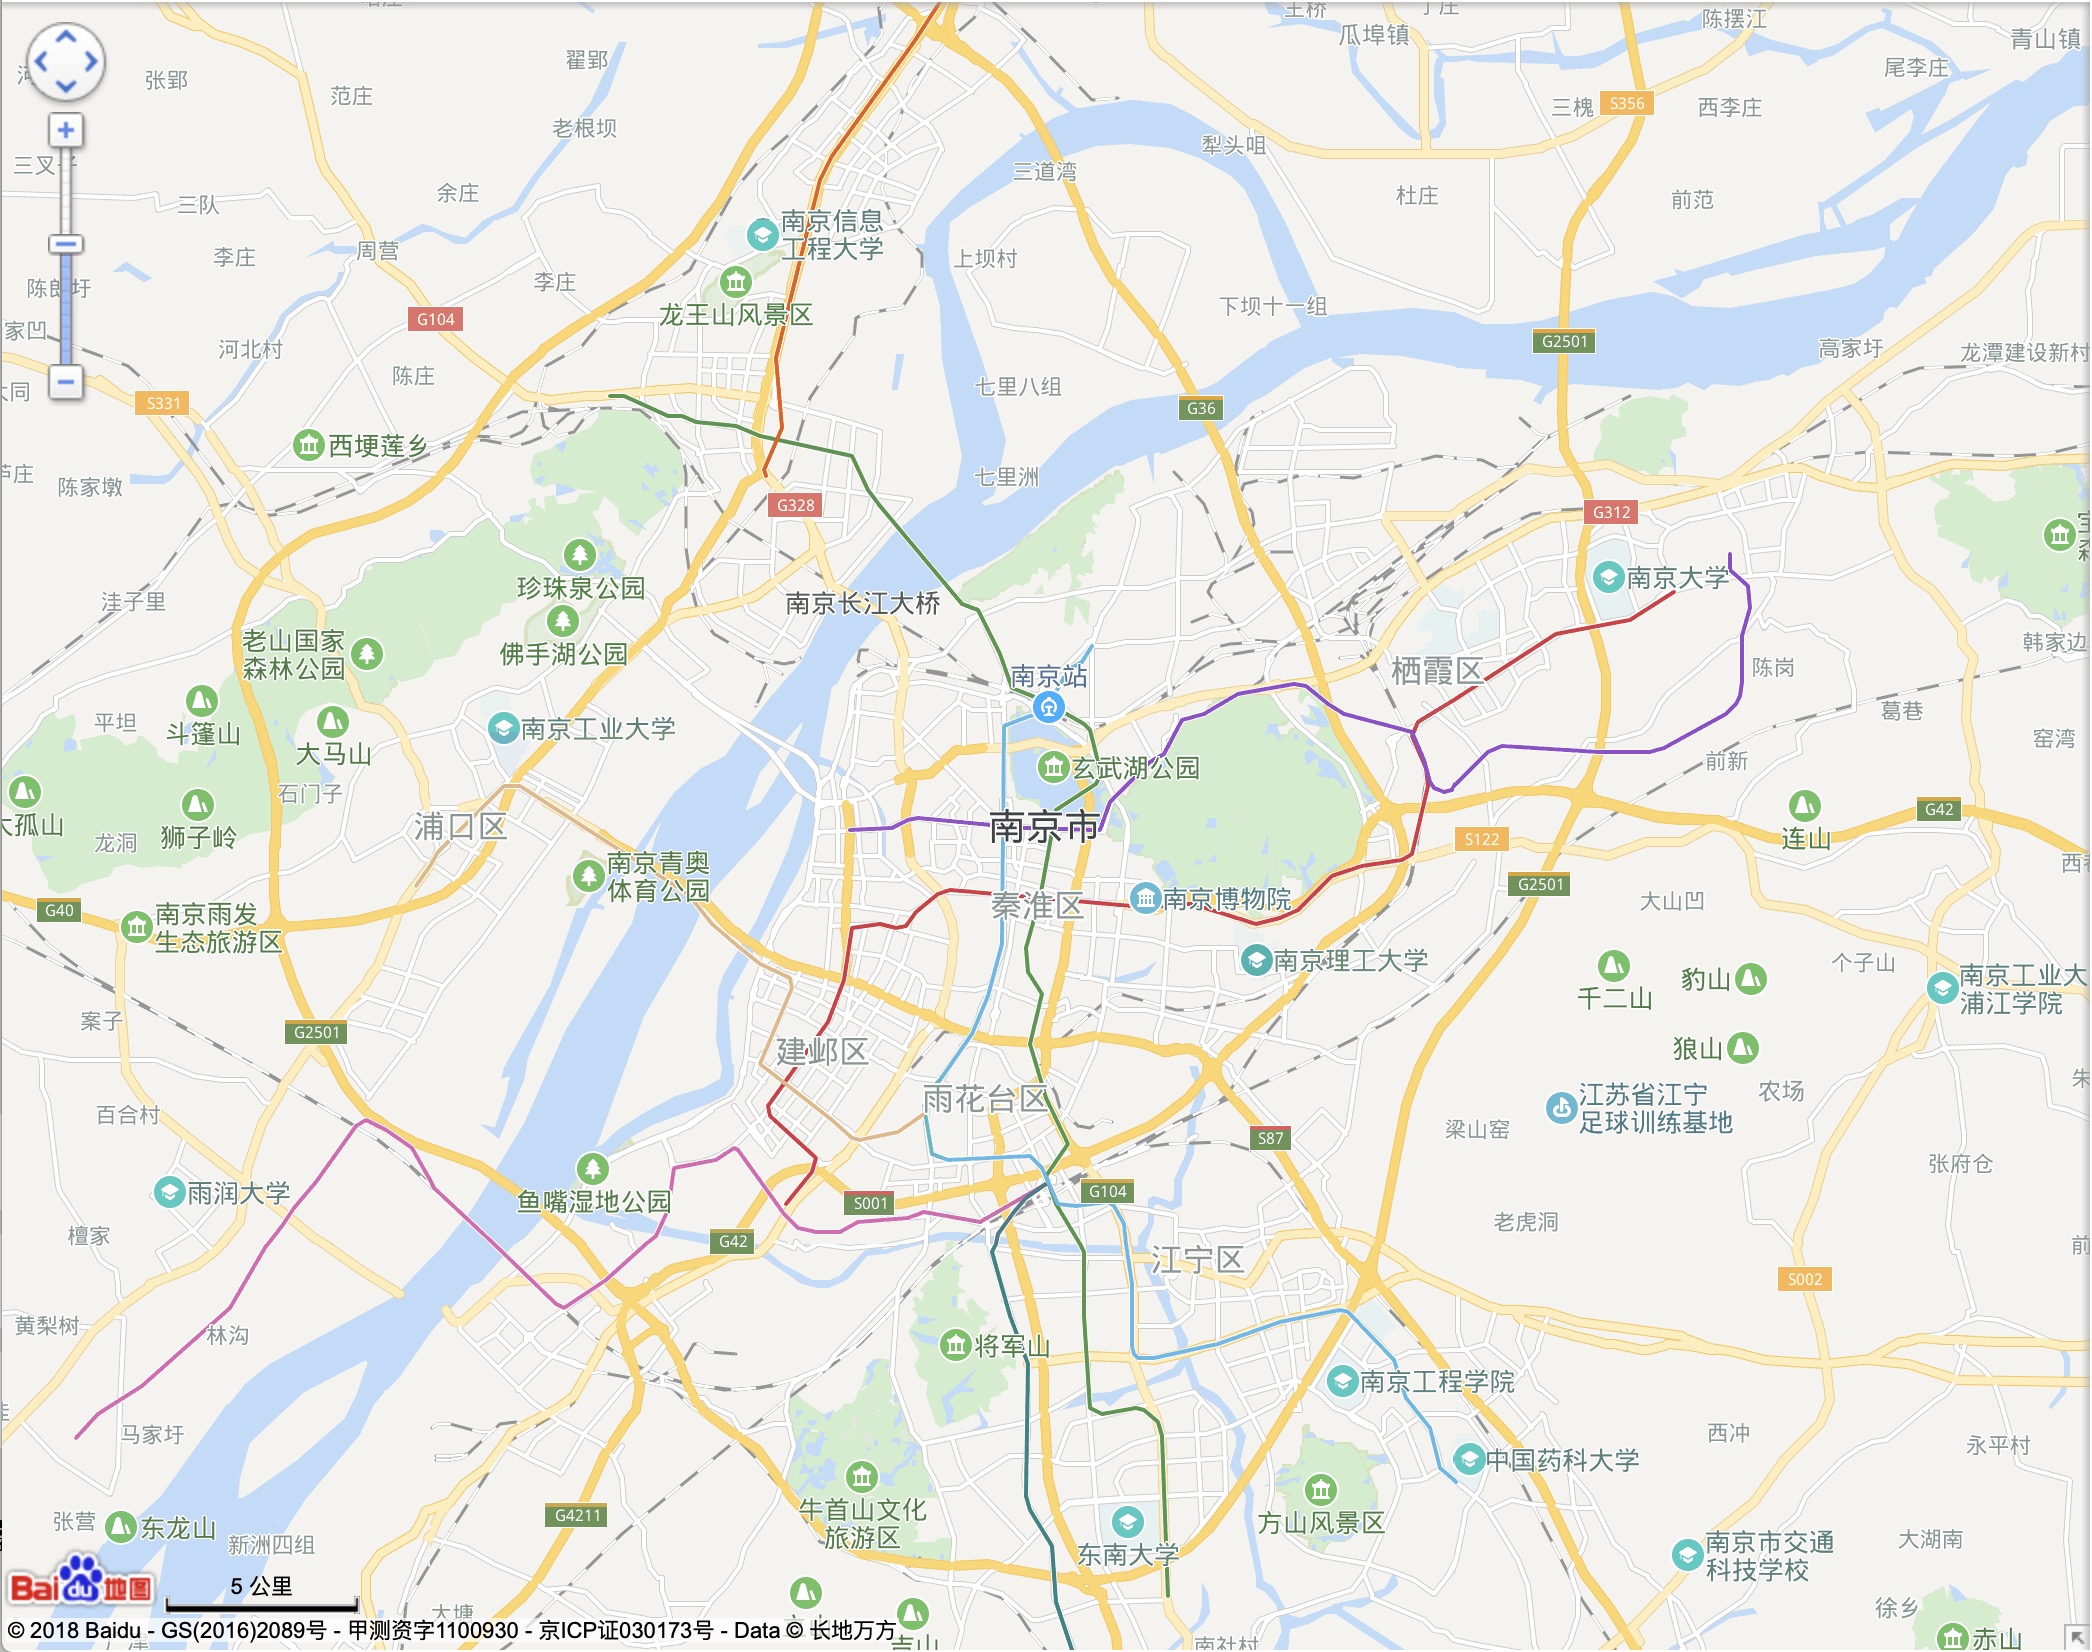 丁庄
陈摆江
瓜埠镇
青山镇
翟郢
尾李庄
张郢
范庄
三槐
S356
西李庄
老根坝
犁头咀
三道湾
余庄
杜庄
三队
前范
南京信息
工程大学
周营
李庄
上坝村
李庄
龙王山风景区
下坝十一组
G104
G2501
河北村
高家圩
龙潭建设新村
陈庄
七里八组
S331
G36
西埂莲乡
七里洲
陈家墩
G328
G312
珍珠泉公园
南京大学
洼子里
南京长江大桥
老山国家
森林公园
佛手湖公园
韩家边
南京站
栖霞区
陈岗
平坦
斗篷山
大马山
南京工业大学
葛巷
窑湾
玄武湖公园
前新
石门子
大孤山
龙洞
狮子岭
浦口区
南京市
G42
连山
S122
南京青奥
体育公园
G2501
G40
南京雨发
生态旅游区
秦淮区
南京博物院
大山凹
南京理工大学
个子山
千二山
豹山
南京工业大
浦江学院
案子
G2501
建邺区
狼山
农场
江苏省江宁
足球训练基地
雨花台区
百合村
梁山窑
S87
张府仓
雨润大学
鱼嘴湿地公园
S001
G104
檀家
G42
江宁区
老虎洞
S002
黄梨树
林沟
将军山
南京工程学院
马家圩
西冲
永平村
中国药科大学
牛首山文化
旅游区
方山风景区
张营
东龙山
G4211
新洲四组
东南大学
南京市交通
科技学校
大湖南
Bai du 地图
5 公里
大塘
徐乡
© 2018 Baidu - GS(2016)2089号 - 甲测资字1100930 - 京ICP证030173号 - Data © 长地万方
吉山
南社村
赤山